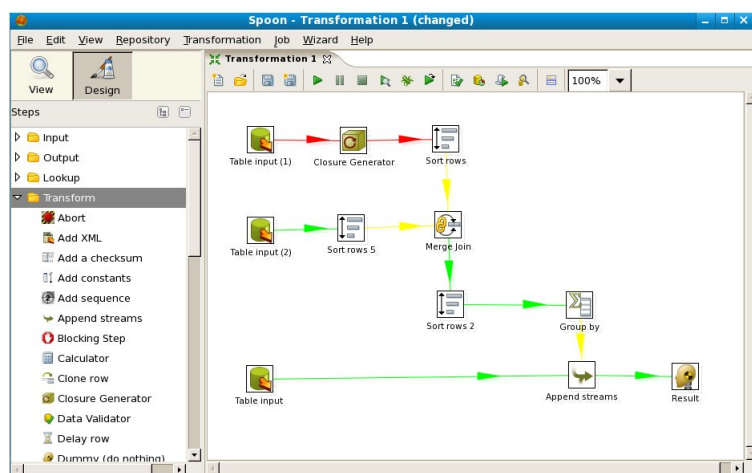 Spoon - Transformation 1 (changed)
File Edit View Repository Transformation Job Wizard Help
View
Design
Transformation 1
100%
Steps
Input
Output
Lookup
Transform
Abort
Add XML
Add a checksum
Add constants
Add sequence
Append streams
Blocking Step
Calculator
Clone row
Closure Generator
Data Validator
Delay row
Dummy (do nothing)
Table input (1)
Closure Generator
Sort rows
Table input (2)
Sort rows 5
Merge Join
Sort rows 2
Group by
Table input
Append streams
Result